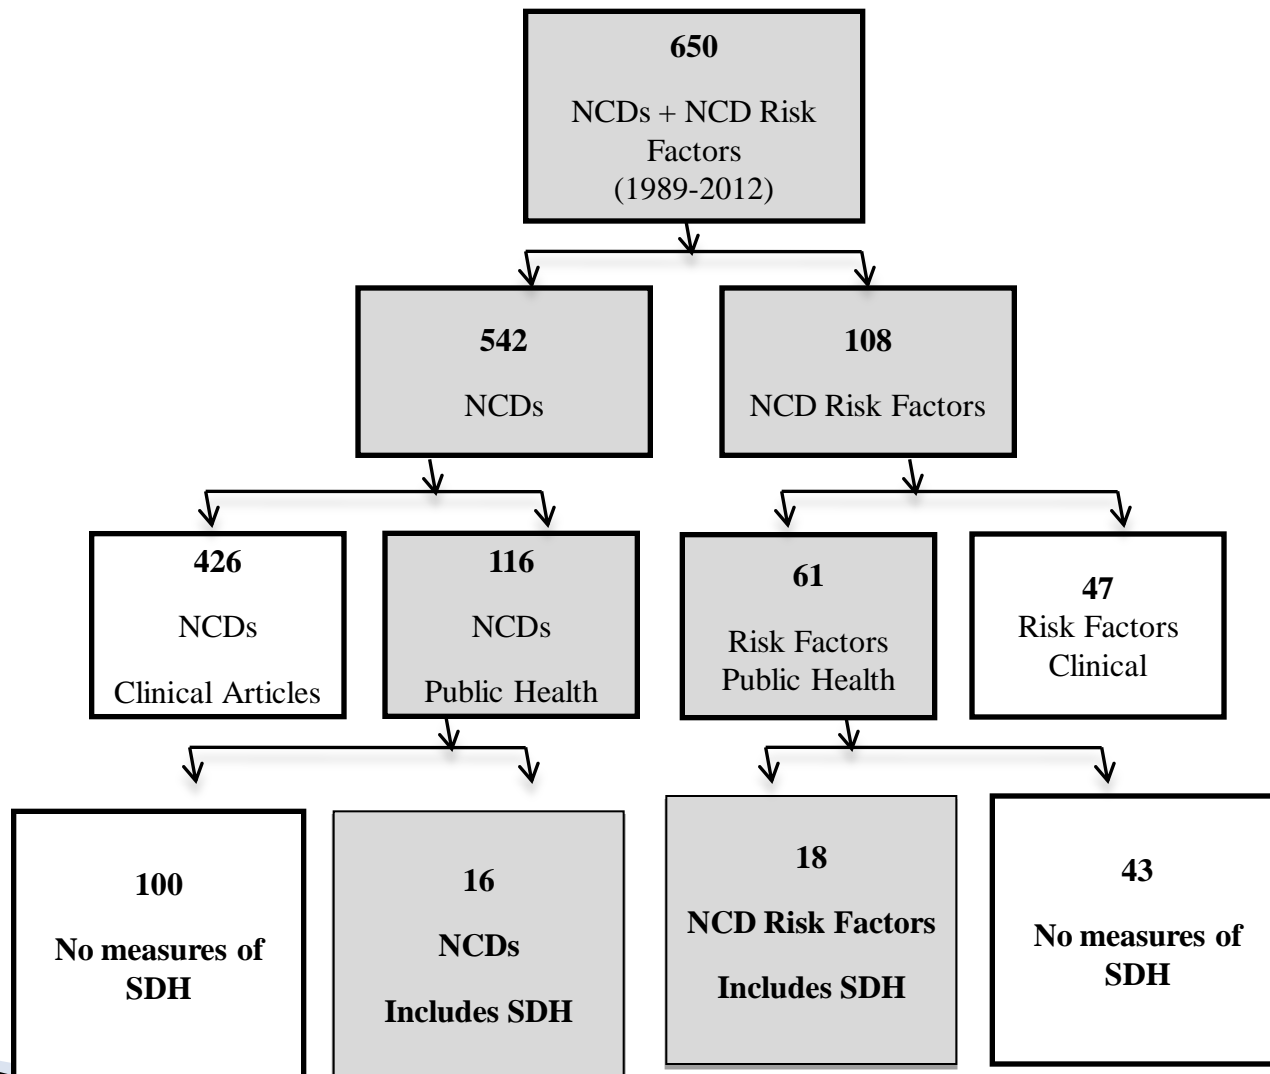 650
NCDs + NCD Risk
Factors
(1989-2012)
542
NCDs
108
NCD Risk Factors
426
NCDs
Clinical Articles
116
NCDs
Public Health
61
Risk Factors
Public Health
47
Risk Factors
Clinical
100
No measures of
SDH
16
NCDs
Includes SDH
18
NCD Risk Factors
Includes SDH
43
No measures of
SDH